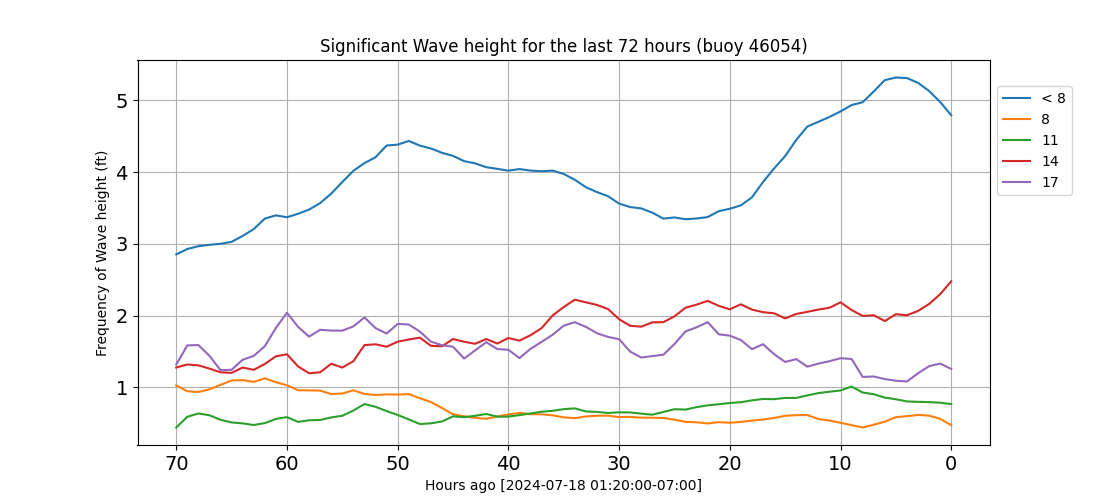 Significant Wave height for the last 72 hours (buoy 46054)
Frequency of Wave height (ft)
5
4
3
2
1
70 60 50 40 30 20 10 0
Hours ago [2024-07-18 01:20:00-07:00]
< 8
8
11
14
17